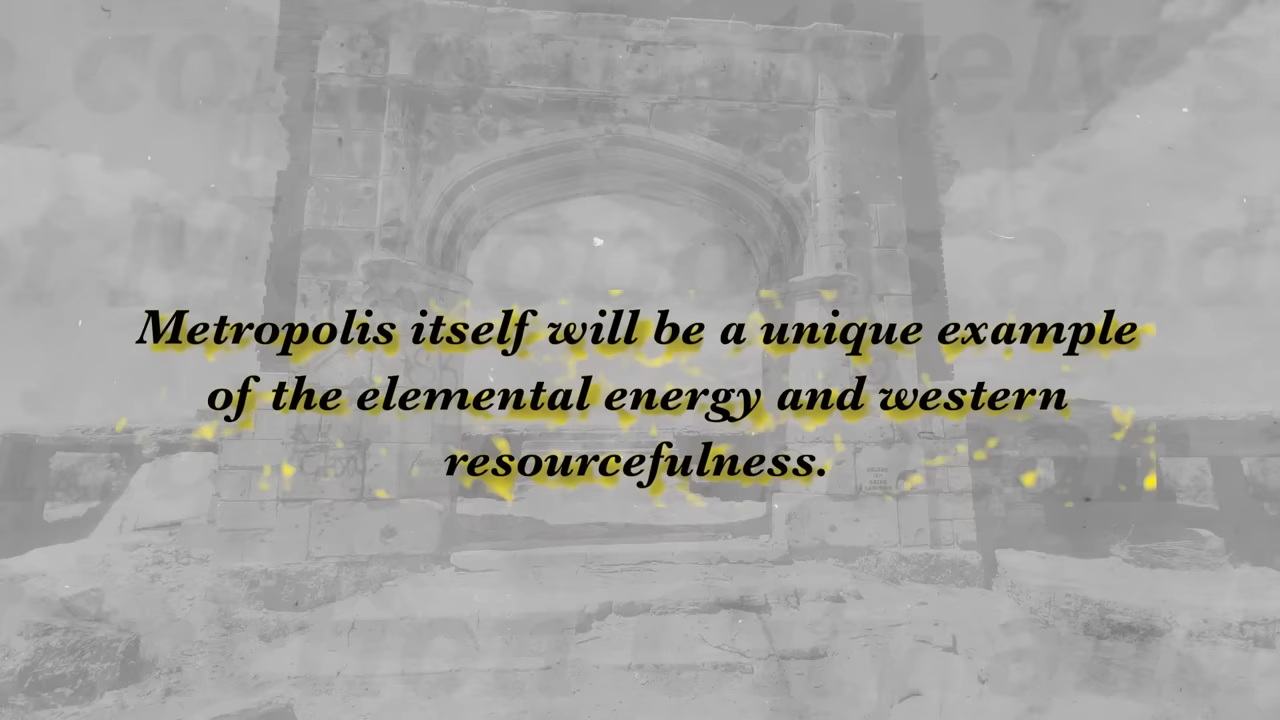 Metropolis itself will be a unique example
of the elemental energy and western
resourcefulness.